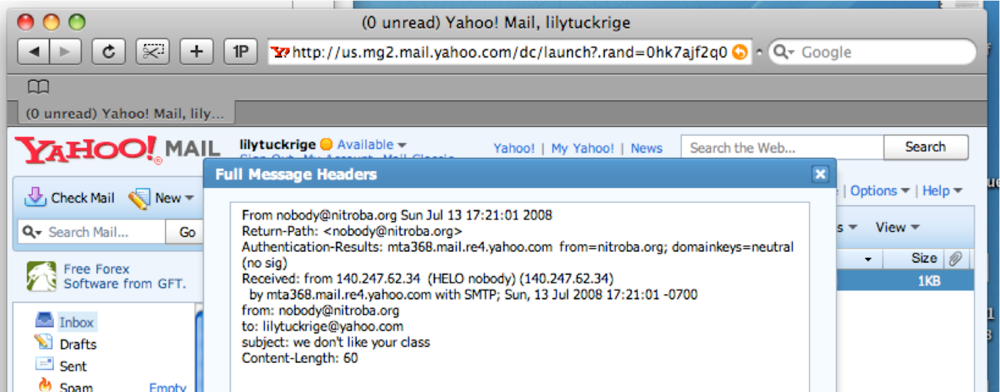 (0 unread) Yahoo! Mail, lilytuckrige
1P
Y! http://us.mg2.mail.yahoo.com/dc/launch?.rand=0hk7ajf2q0
Google
(0 unread) Yahoo! Mail, lily...
YAHOO! MAIL
lilytuckrige Available
Yahoo! | My Yahoo! | News
Search the Web...
Search
Sign Out, My Account, Mail Classic
Full Message Headers
Check Mail
New
| Options | Help
Search Mail...
Go
s View
Size
1KB
Free Forex
Software from GFT.
Inbox
Drafts
Sent
Spam Empty
From nobody@nitroba.org Sun Jul 13 17:21:01 2008
Return-Path: <nobody@nitroba.org>
Authentication-Results: mta368.mail.re4.yahoo.com from=nitroba.org; domainkeys=neutral
(no sig)
Received: from 140.247.62.34 (HELO nobody) (140.247.62.34)
by mta368.mail.re4.yahoo.com with SMTP; Sun, 13 Jul 2008 17:21:01 -0700
from: nobody@nitroba.org
to: lilytuckrige@yahoo.com
subject: we don't like your class
Content-Length: 60